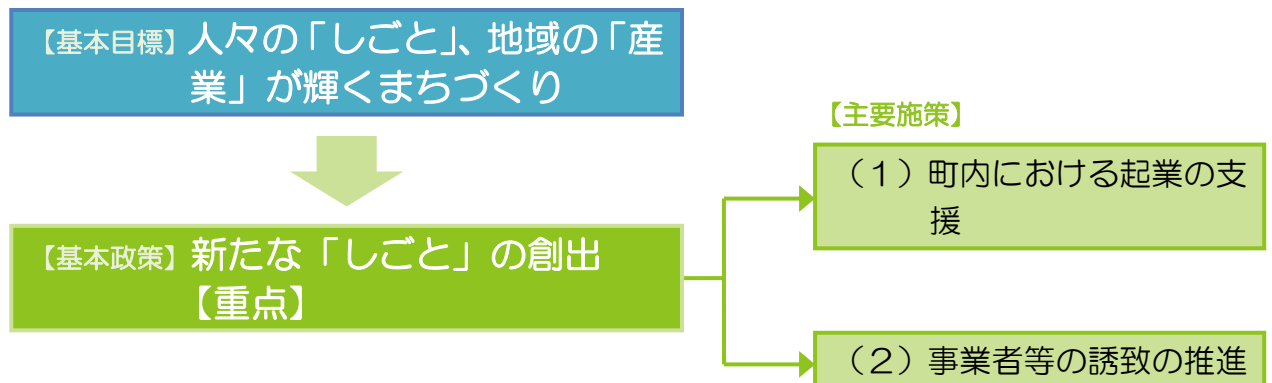 【基本目標】人々の「しごと」、地域の「産
業」が輝くまちづくり
【主要施策】
（１）町内における起業の支
援
【基本政策】新たな「しごと」の創出
【重点】
（２）事業者等の誘致の推進